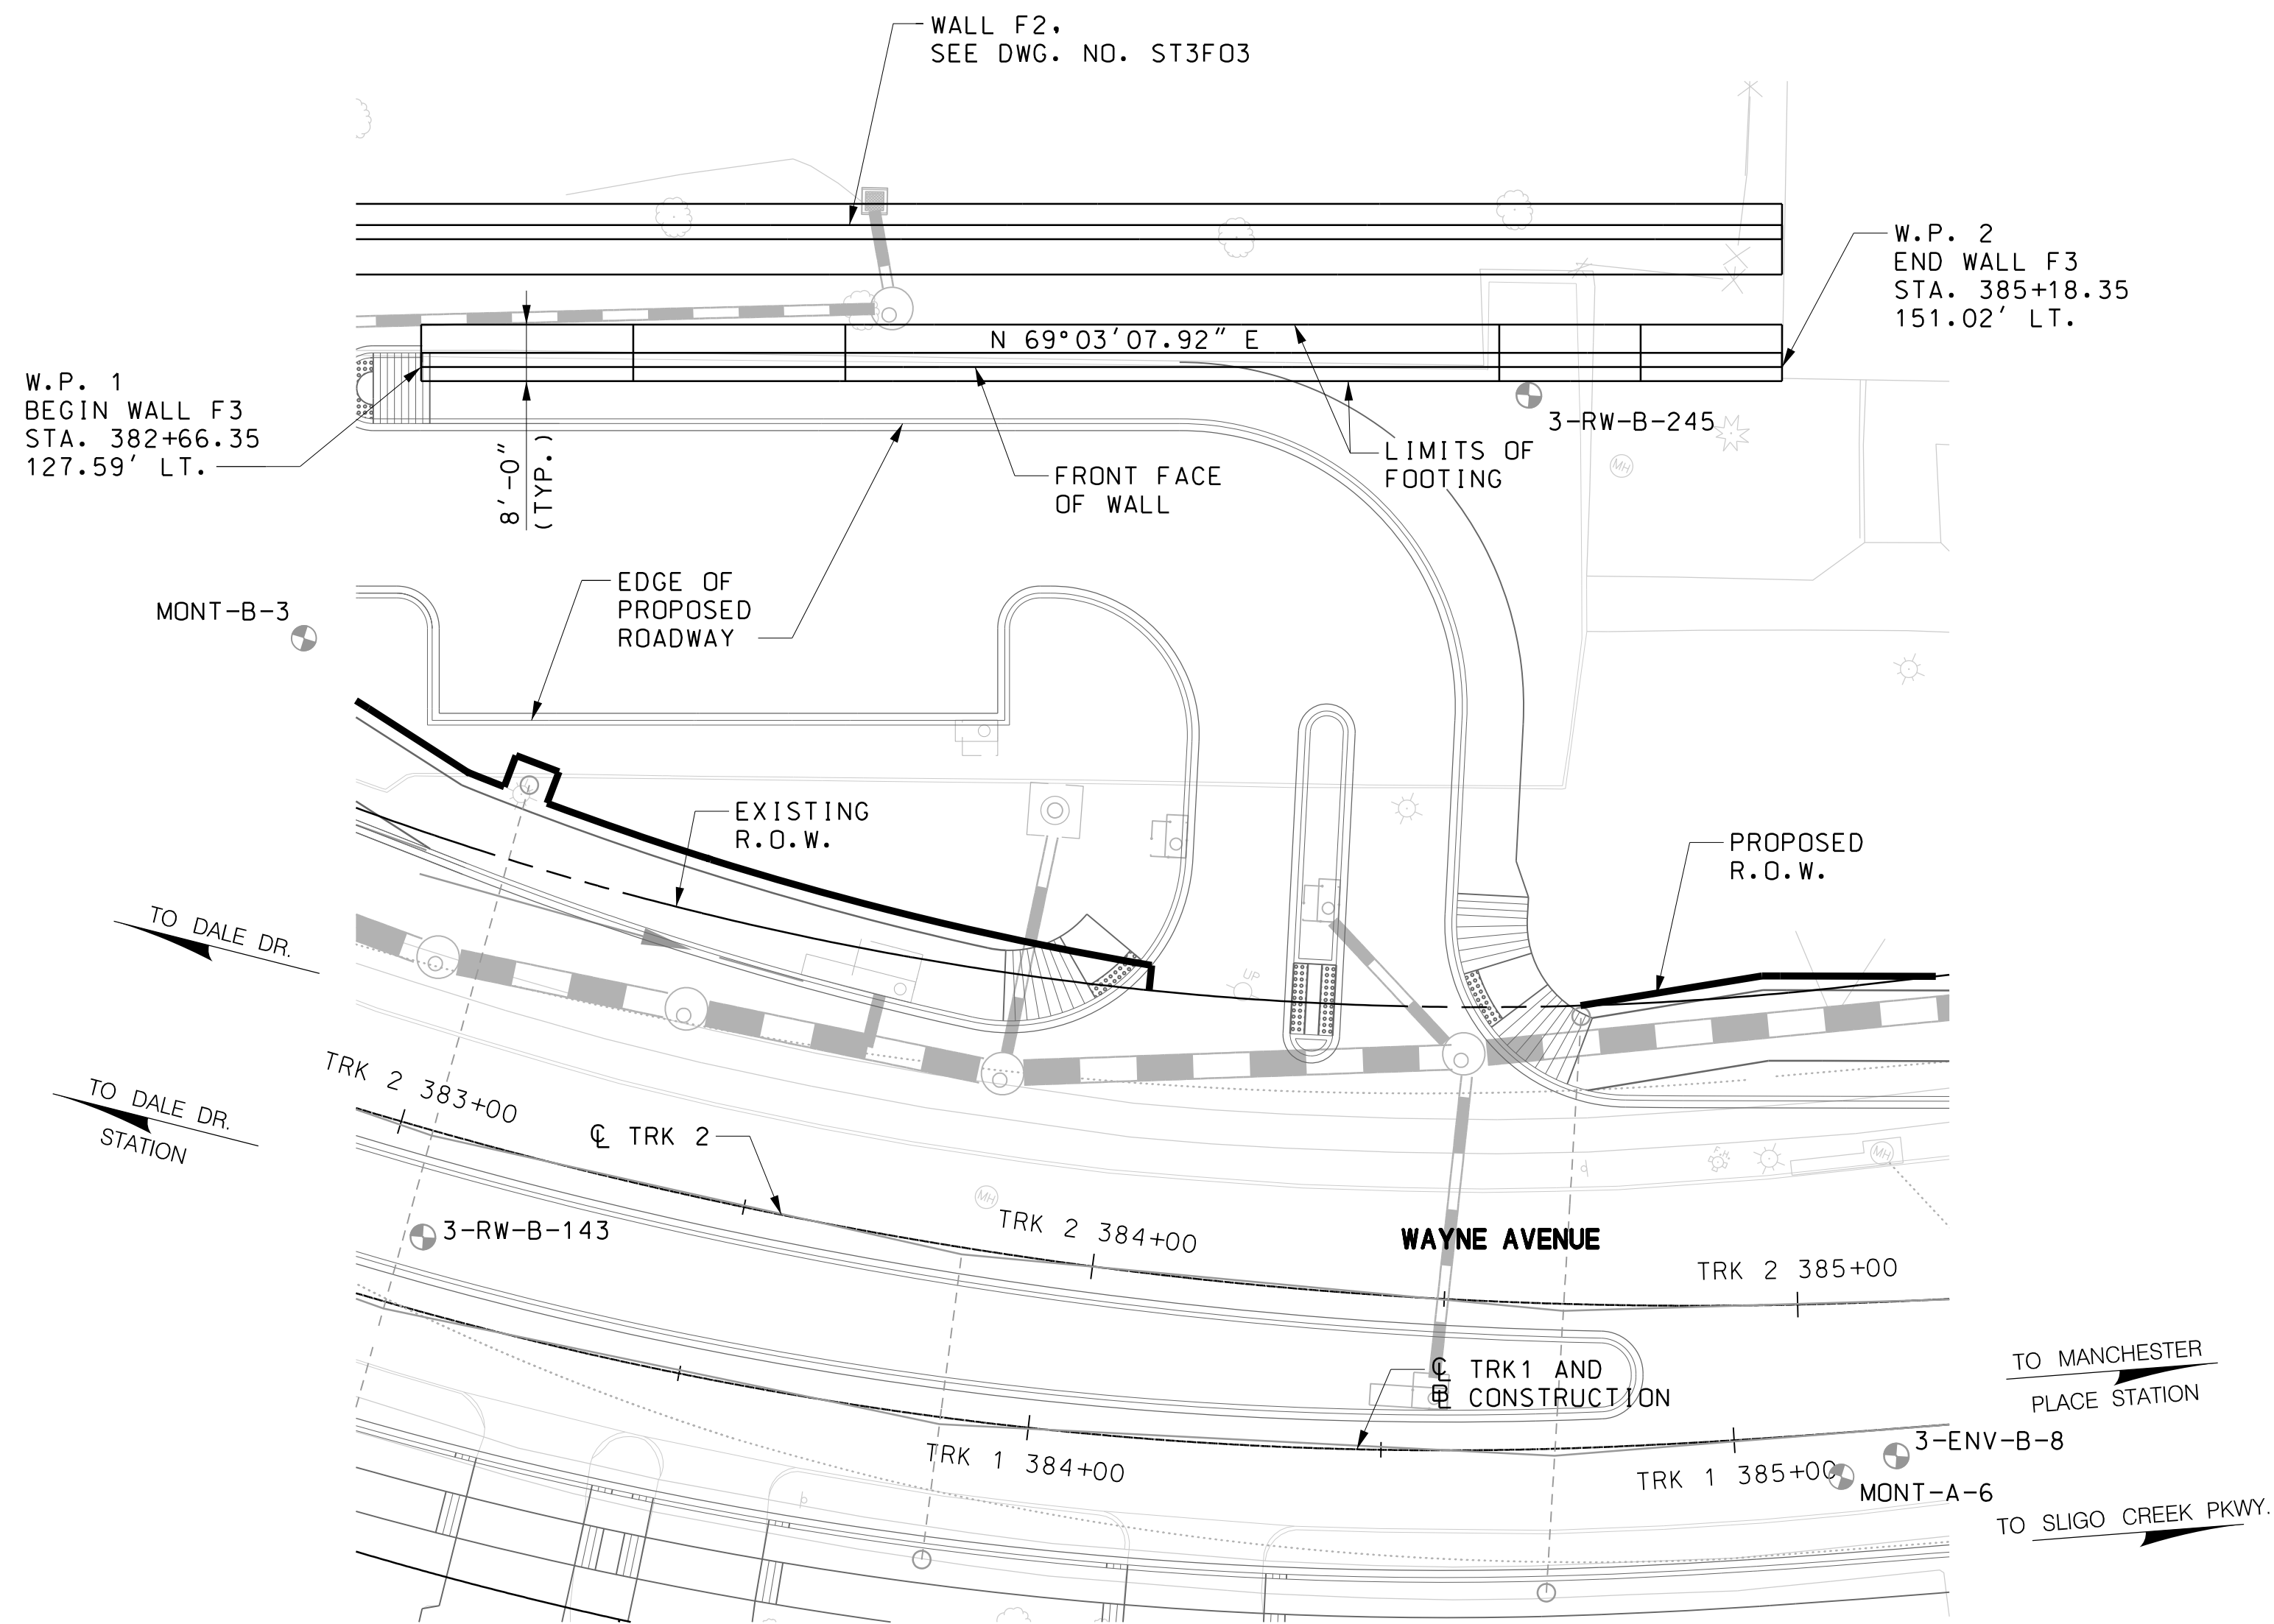 WALL F2,
SEE DWG. NO. ST3F03
W.P. 2
END WALL F3
STA. 385+18.35
151.02' LT.
N 69°03'07.92" E
W.P. 1
BEGIN WALL F3
STA. 382+66.35
127.59' LT.
8'-0"
(TYP.)
3-RW-B-245
LIMITS OF
FOOTING
FRONT FACE
OF WALL
MH
EDGE OF
PROPOSED
ROADWAY
MONT-B-3
EXISTING
R.O.W.
PROPOSED
R.O.W.
TO DALE DR.
UP
TRK 2 383+00
TO DALE DR.
STATION
℄ TRK 2
F.H.
MH
MH
3-RW-B-143
TRK 2 384+00
WAYNE AVENUE
TRK 2 385+00
℄ TRK1 AND
BL CONSTRUCTION
TO MANCHESTER
PLACE STATION
TRK 1 384+00
TRK 1 385+00
3-ENV-B-8
MONT-A-6
TO SLIGO CREEK PKWY.